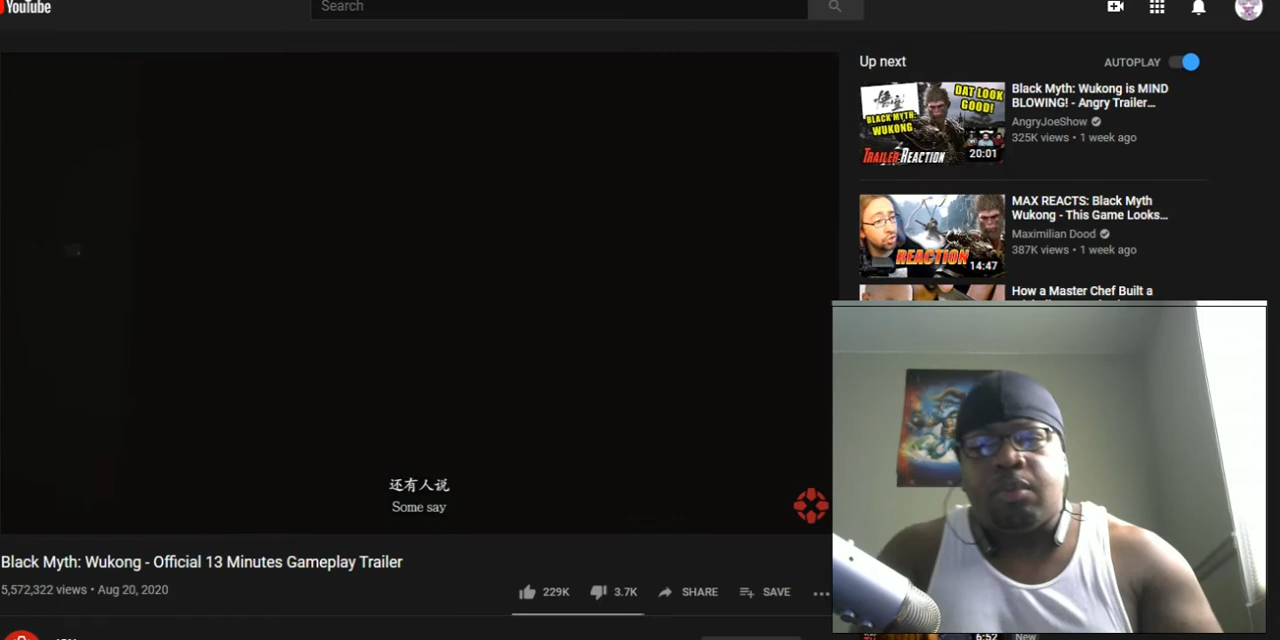 YouTube
Search
Up next
AUTOPLAY
DAT LOOK
GOOD!
悟空
BLACK MYTH:
WUKONG
TRAILER REACTION
20:01
Black Myth: Wukong is MIND
BLOWING! - Angry Trailer...
AngryJoeShow
325K views • 1 week ago
REACTION
14:47
MAX REACTS: Black Myth
Wukong - This Game Looks...
Maximilian Dood
387K views • 1 week ago
How a Master Chef Built a
还有人说
Some say
Black Myth: Wukong - Official 13 Minutes Gameplay Trailer
5,572,322 views • Aug 20, 2020
229K
3.7K
SHARE
SAVE
6:52
New